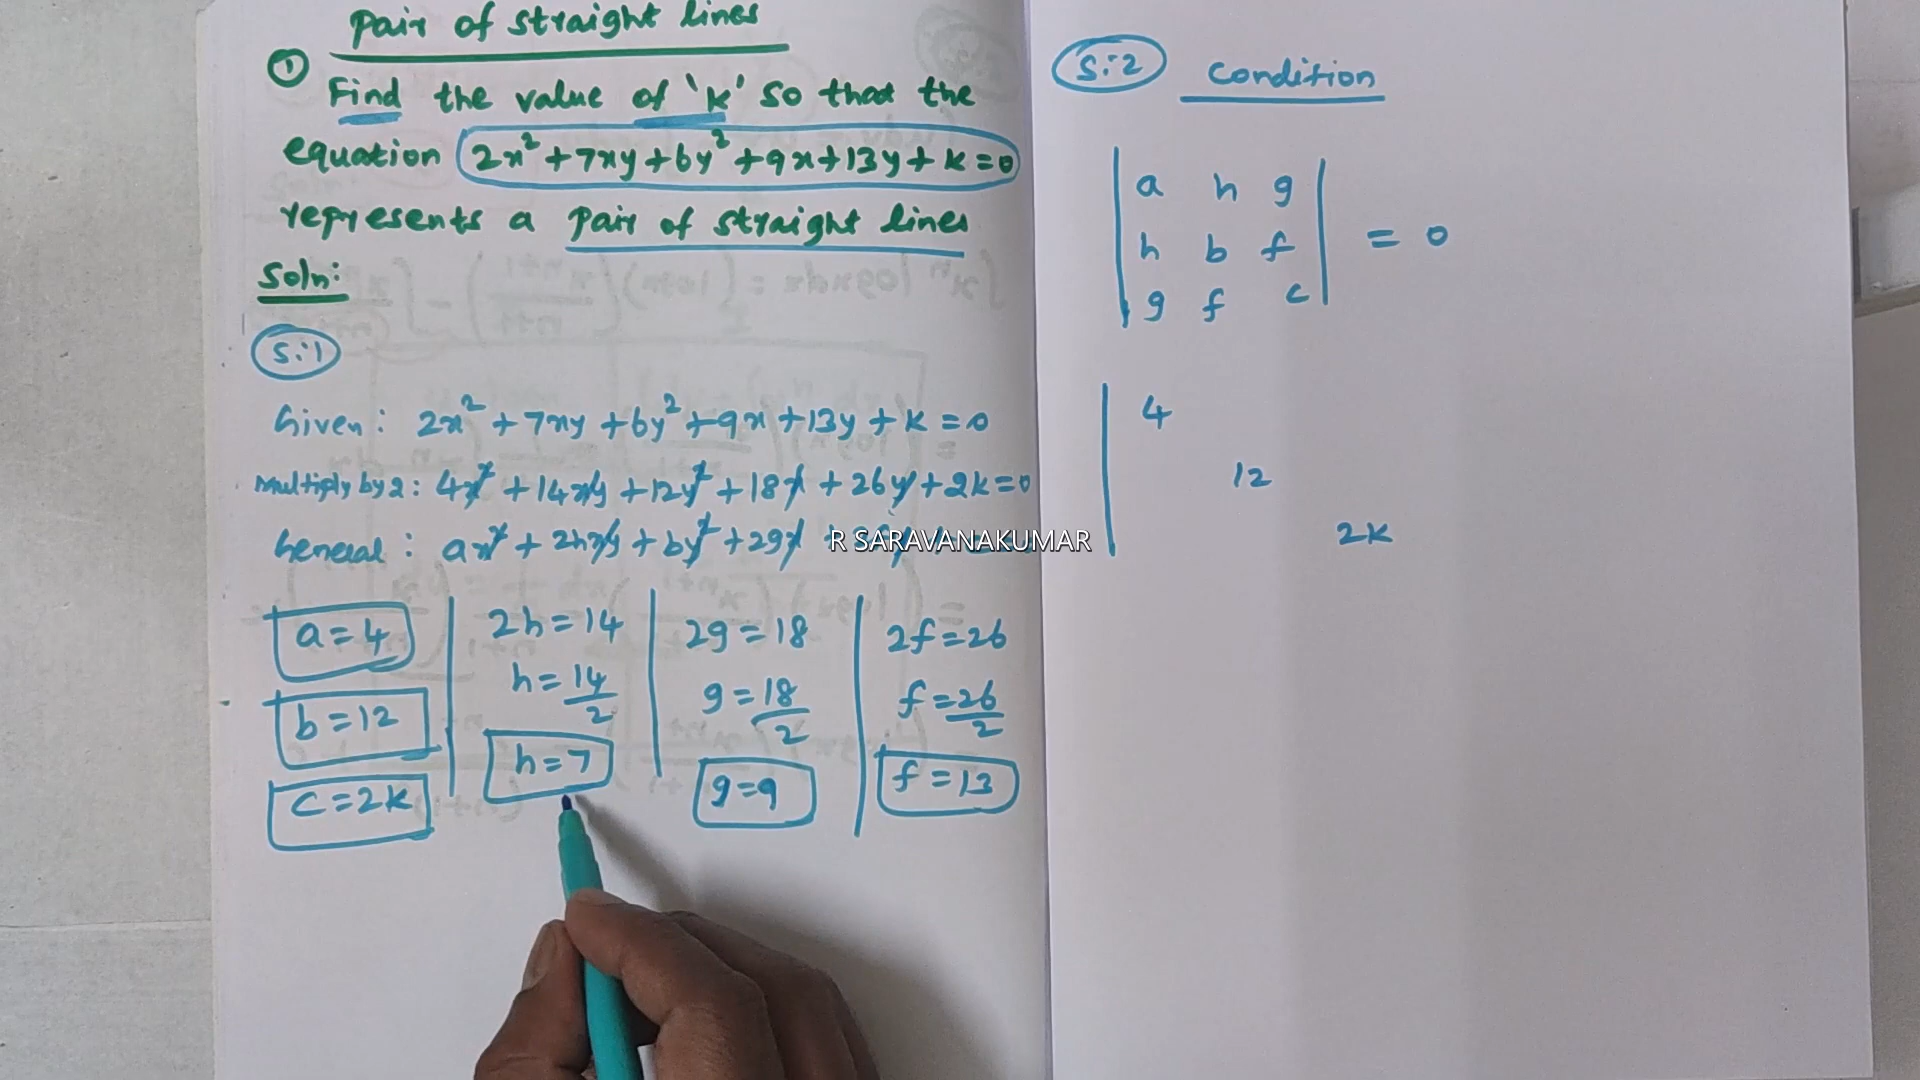 Pair of straight lines
① Find the value of 'k' so that the
equation 2x² + 7xy + 6y² + 9x + 13y + k = 0
represents a pair of straight lines
Soln:
S:1
Given: 2x² + 7xy + 6y² + 9x + 13y + k = 0
Multiply by 2: 4x² + 14xy + 12y² + 18x + 26y + 2k = 0
General: ax² + 2hxy + by² + 2gx +
R SARAVANAKUMAR
a = 4
b = 12
c = 2k
2h = 14
h = 14/2
h = 7
2g = 18
g = 18/2
g = 9
2f = 26
f = 26/2
f = 13
S:2 Condition
a h g
h b f = 0
g f c
4
12
2k